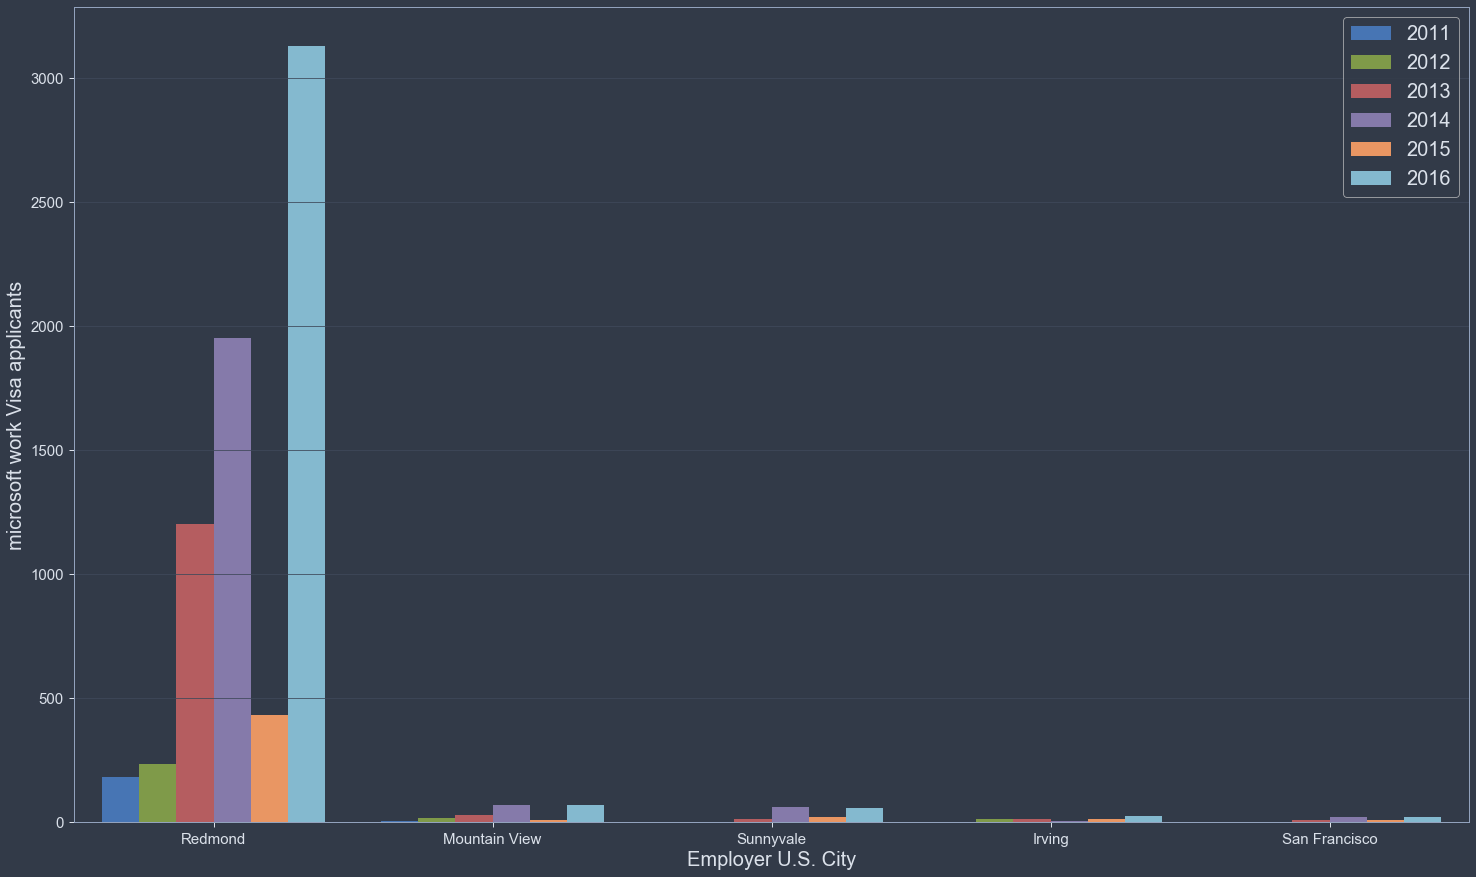 microsoft work Visa applicants
3000
2500
2000
1500
1000
500
0
2011
2012
2013
2014
2015
2016
Redmond
Mountain View
Sunnyvale
Irving
San Francisco
Employer U.S. City